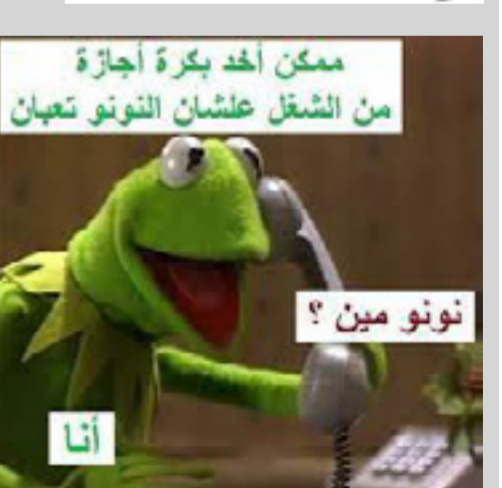 ممكن أخد بكرة أجازة
من الشغل علشان النونو تعبان
نونو مين ؟
أنا